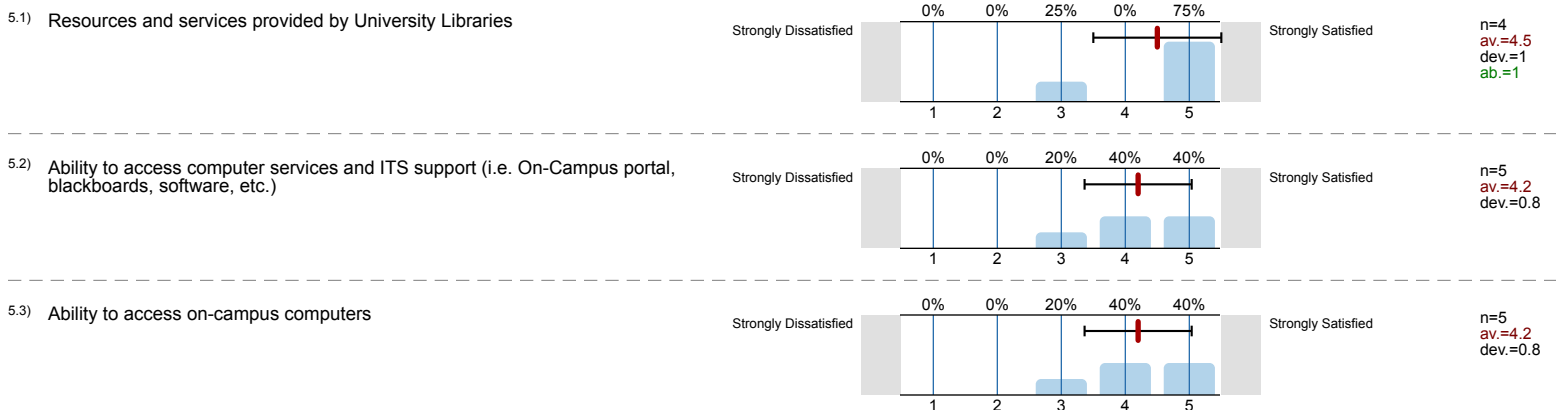 5.1) Resources and services provided by University Libraries
Strongly Dissatisfied
0% 0% 25% 0% 75%
1 2 3 4 5
Strongly Satisfied
n=4
av.=4.5
dev.=1
ab.=1
5.2) Ability to access computer services and ITS support (i.e. On-Campus portal,
blackboards, software, etc.)
Strongly Dissatisfied
0% 0% 20% 40% 40%
1 2 3 4 5
Strongly Satisfied
n=5
av.=4.2
dev.=0.8
5.3) Ability to access on-campus computers
Strongly Dissatisfied
0% 0% 20% 40% 40%
1 2 3 4 5
Strongly Satisfied
n=5
av.=4.2
dev.=0.8